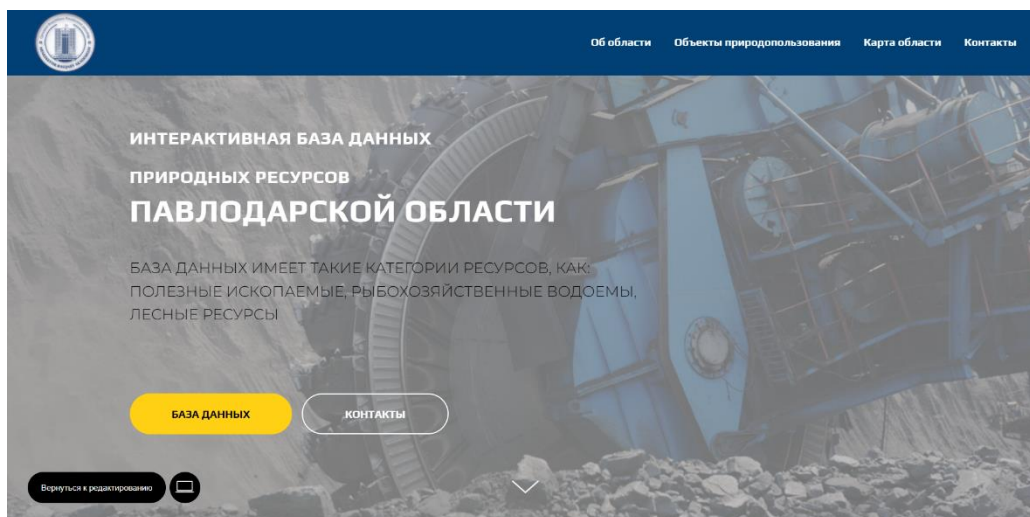 Об области Объекты природопользования Карта области Контакты
ИНТЕРАКТИВНАЯ БАЗА ДАННЫХ
ПРИРОДНЫХ РЕСУРСОВ
ПАВЛОДАРСКОЙ ОБЛАСТИ
БАЗА ДАННЫХ ИМЕЕТ ТАКИЕ КАТЕГОРИИ РЕСУРСОВ, КАК:
ПОЛЕЗНЫЕ ИСКОПАЕМЫЕ, РЫБОХОЗЯЙСТВЕННЫЕ ВОДОЕМЫ,
ЛЕСНЫЕ РЕСУРСЫ
БАЗА ДАННЫХ КОНТАКТЫ
Вернуться к редактированию